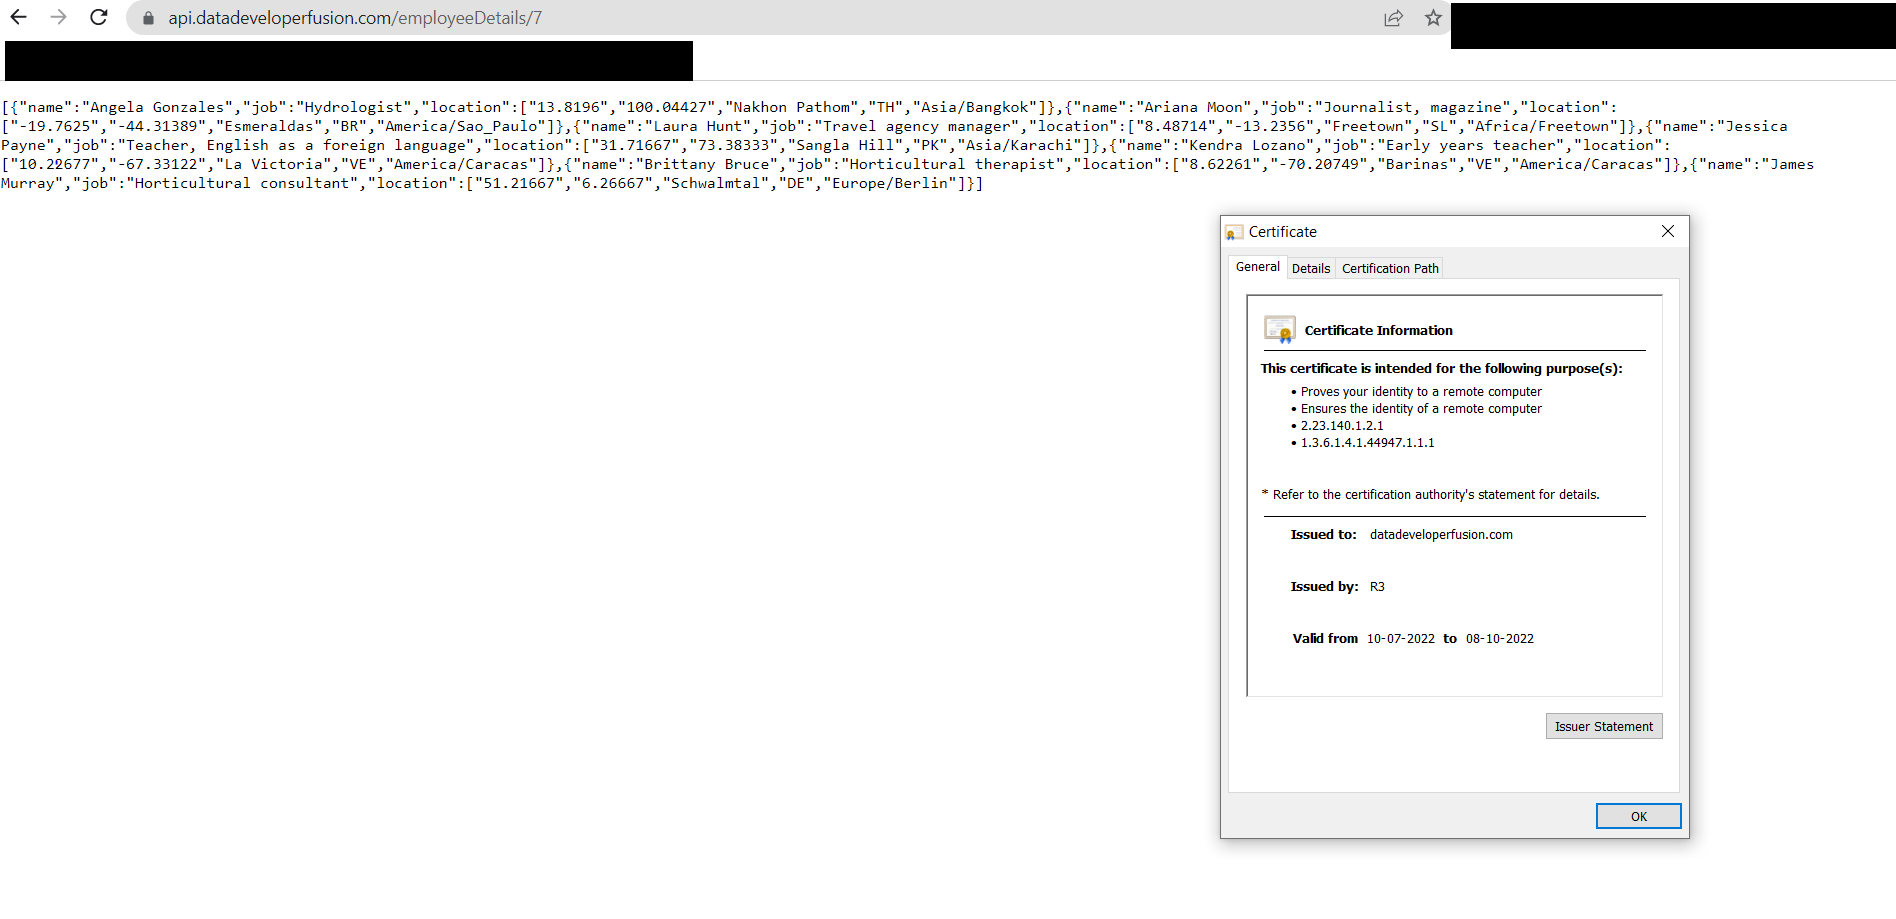 api.datadeveloperfusion.com/employeeDetails/7
[{"name":"Angela Gonzales","job":"Hydrologist","location":["13.8196","100.04427","Nakhon Pathom","TH","Asia/Bangkok"]},{"name":"Ariana Moon","job":"Journalist, magazine","location":
["-19.7625","-44.31389","Esmeraldas","BR","America/Sao_Paulo"]},{"name":"Laura Hunt","job":"Travel agency manager","location":["8.48714","-13.2356","Freetown","SL","Africa/Freetown"]},{"name":"Jessica
Payne","job":"Teacher, English as a foreign language","location":["31.71667","73.38333","Sangla Hill","PK","Asia/Karachi"]},{"name":"Kendra Lozano","job":"Early years teacher","location":
["10.22677","-67.33122","La Victoria","VE","America/Caracas"]},{"name":"Brittany Bruce","job":"Horticultural therapist","location":["8.62261","-70.20749","Barinas","VE","America/Caracas"]},{"name":"James
Murray","job":"Horticultural consultant","location":["51.21667","6.26667","Schwalmtal","DE","Europe/Berlin"]}]
Certificate
General Details Certification Path
Certificate Information
This certificate is intended for the following purpose(s):
• Proves your identity to a remote computer
• Ensures the identity of a remote computer
• 2.23.140.1.2.1
• 1.3.6.1.4.1.44947.1.1.1
* Refer to the certification authority's statement for details.
Issued to: datadeveloperfusion.com
Issued by: R3
Valid from 10-07-2022 to 08-10-2022
Issuer Statement
OK